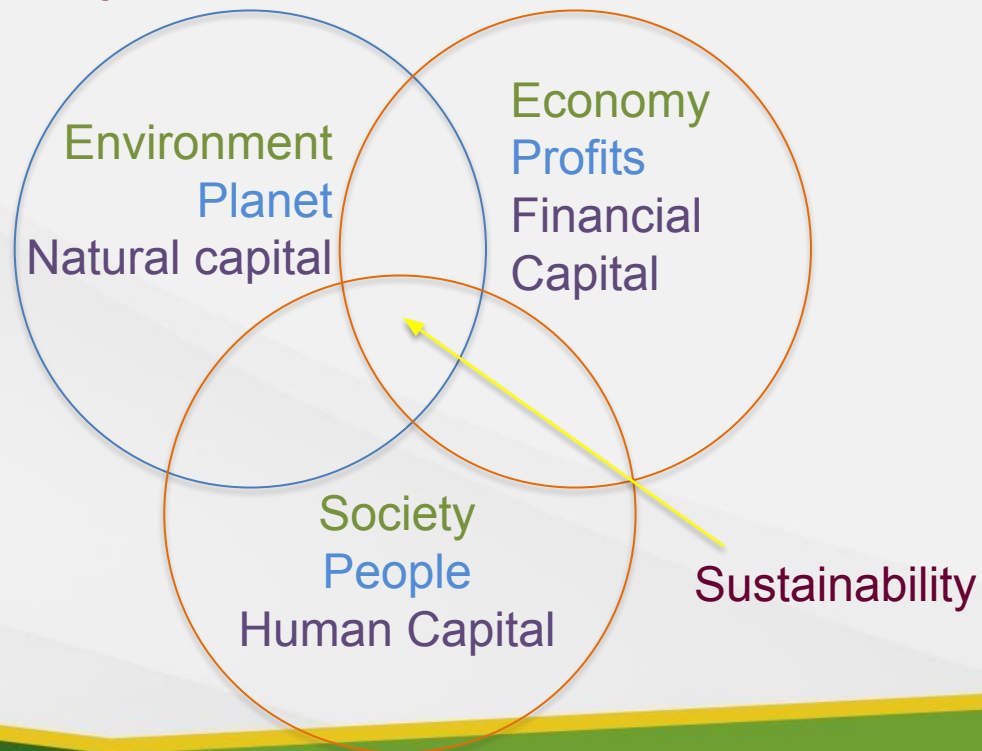 Environment
Planet
Natural capital
Economy
Profits
Financial
Capital
Society
People
Human Capital
Sustainability